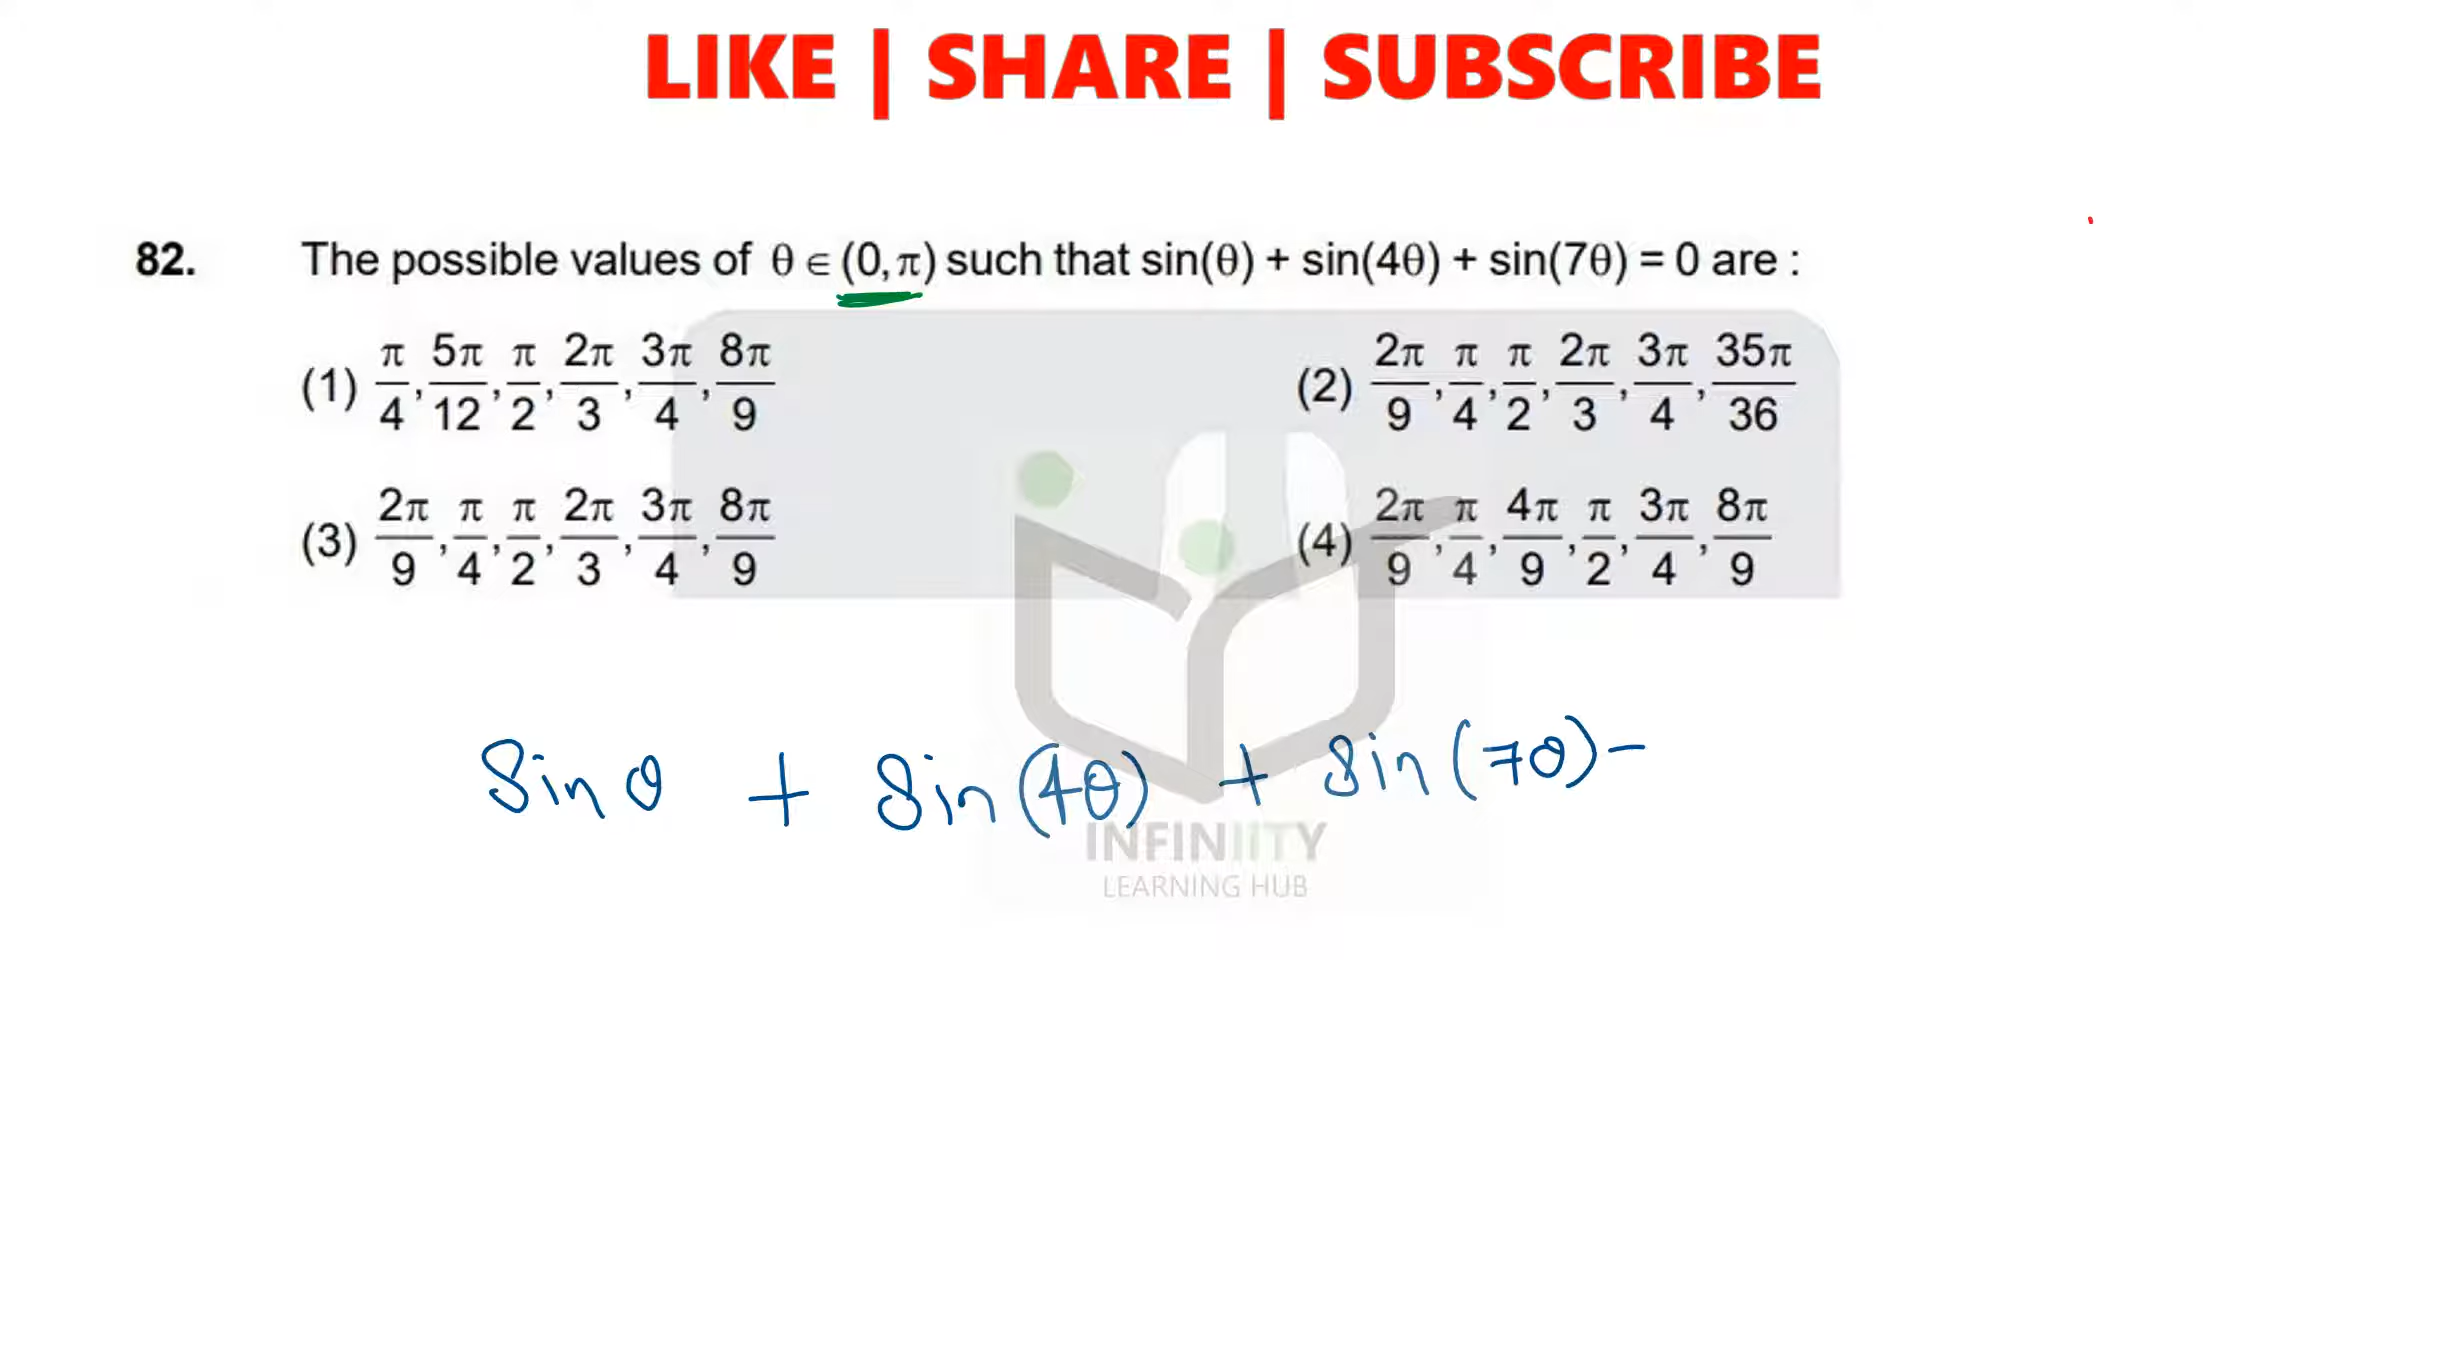 LIKE | SHARE | SUBSCRIBE
82. The possible values of θ ∈ (0, π) such that sin(θ) + sin(4θ) + sin(7θ) = 0 are :
(1) π/4, 5π/12, π/2, 2π/3, 3π/4, 8π/9 (2) 2π/9, π/4, π/2, 2π/3, 3π/4, 35π/36
(3) 2π/9, π/4, π/2, 2π/3, 3π/4, 8π/9 (4) 2π/9, π/4, 4π/9, π/2, 3π/4, 8π/9
Sin θ + Sin(4θ) + Sin(7θ) –
INFINIITY
LEARNING HUB